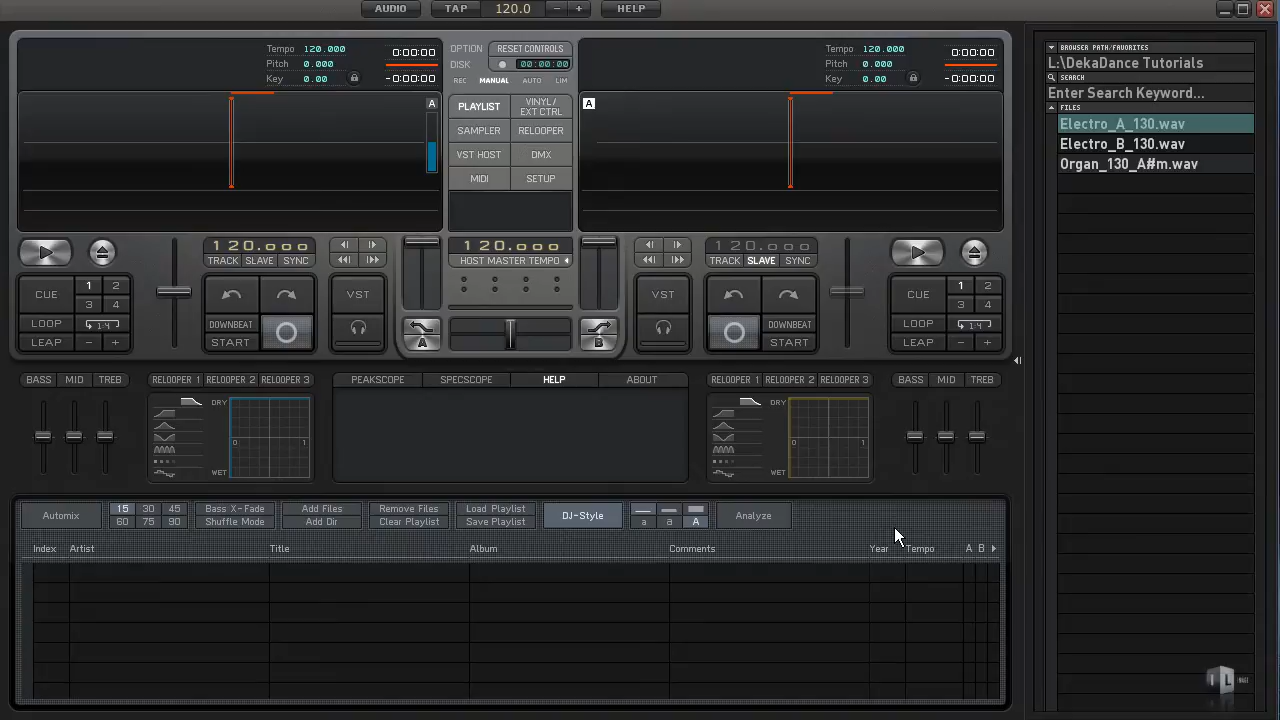 AUDIO TAP 120.0 − + HELP
Tempo 120.000 0:00:00
Pitch 0.000
Key 0.00 -0:00:00
OPTION RESET CONTROLS
DISK 00:00:00
REC MANUAL AUTO LIM
Tempo 120.000 0:00:00
Pitch 0.000
Key 0.00 -0:00:00
A
PLAYLIST VINYL / EXT CTRL
SAMPLER RELOOPER
VST HOST DMX
MIDI SETUP
A
120.000
TRACK SLAVE SYNC
120.000
HOST MASTER TEMPO
120.000
TRACK SLAVE SYNC
CUE 1 2
3 4
LOOP 1:4
LEAP − +
DOWNBEAT
START
VST
A
B
VST
DOWNBEAT
START
CUE 1 2
3 4
LOOP 1:4
LEAP − +
BASS MID TREB
RELOOPER 1 RELOOPER 2 RELOOPER 3
DRY
0 1
WET
PEAKSCOPE SPECSCOPE HELP ABOUT
RELOOPER 1 RELOOPER 2 RELOOPER 3
DRY
0 1
WET
BASS MID TREB
Automix
15 30 45
60 75 90
Bass X-Fade
Shuffle Mode
Add Files
Add Dir
Remove Files
Clear Playlist
Load Playlist
Save Playlist
DJ-Style
a a A
Analyze
Index Artist Title Album Comments Year Tempo A B
BROWSER PATH/FAVORITES
L:\DekaDance Tutorials
SEARCH
Enter Search Keyword...
FILES
Electro_A_130.wav
Electro_B_130.wav
Organ_130_A#m.wav